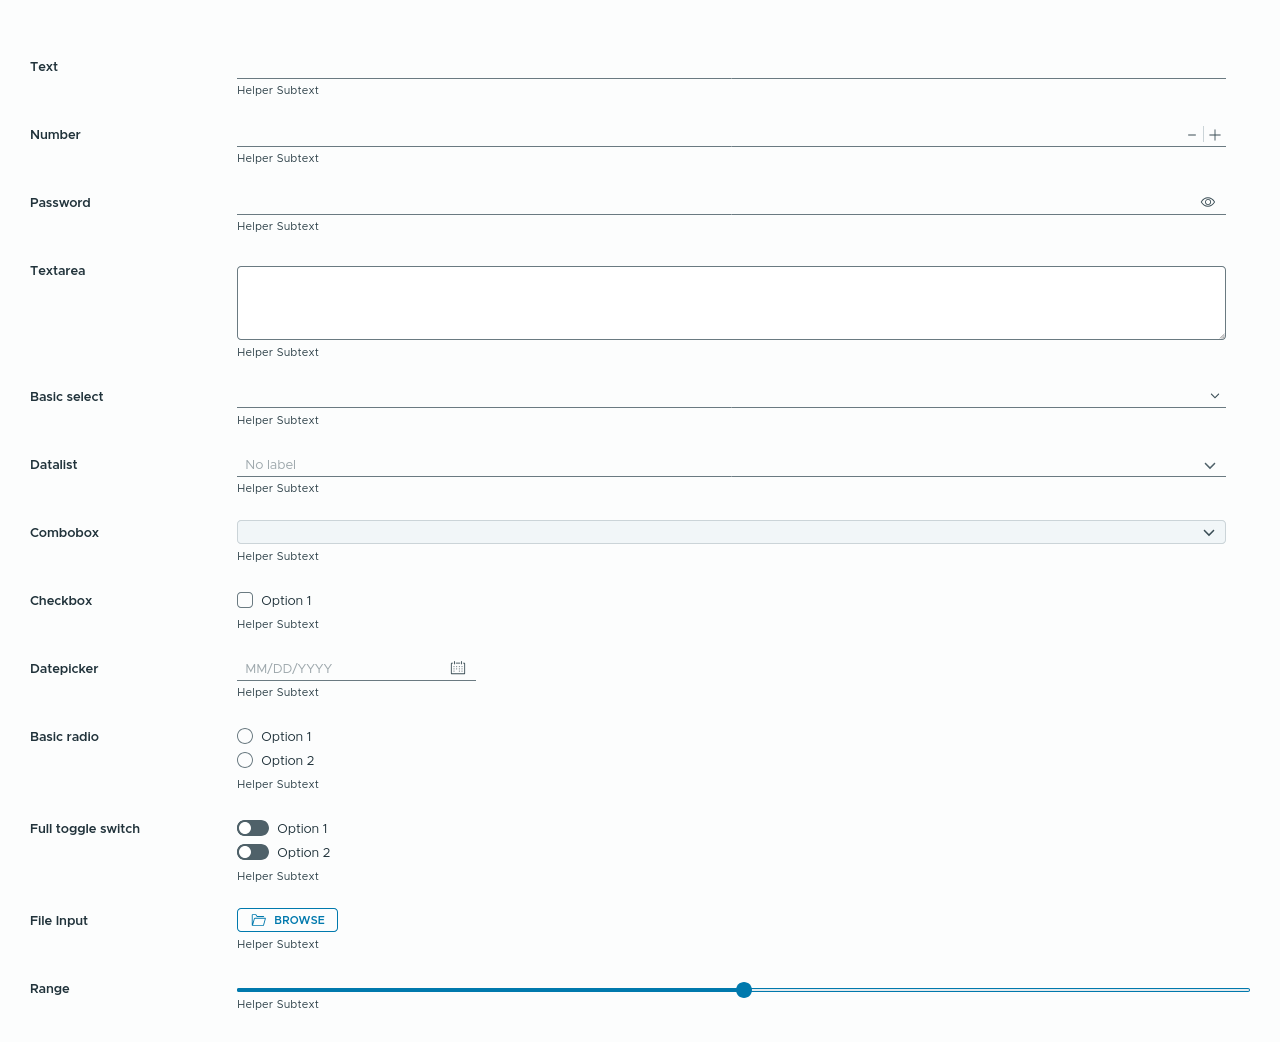 Text
Helper Subtext
Number
Helper Subtext
Password
Helper Subtext
Textarea
Helper Subtext
Basic select
Helper Subtext
Datalist
No label
Helper Subtext
Combobox
Helper Subtext
Checkbox
Option 1
Helper Subtext
Datepicker
MM/DD/YYYY
Helper Subtext
Basic radio
Option 1
Option 2
Helper Subtext
Full toggle switch
Option 1
Option 2
Helper Subtext
File Input
BROWSE
Helper Subtext
Range
Helper Subtext